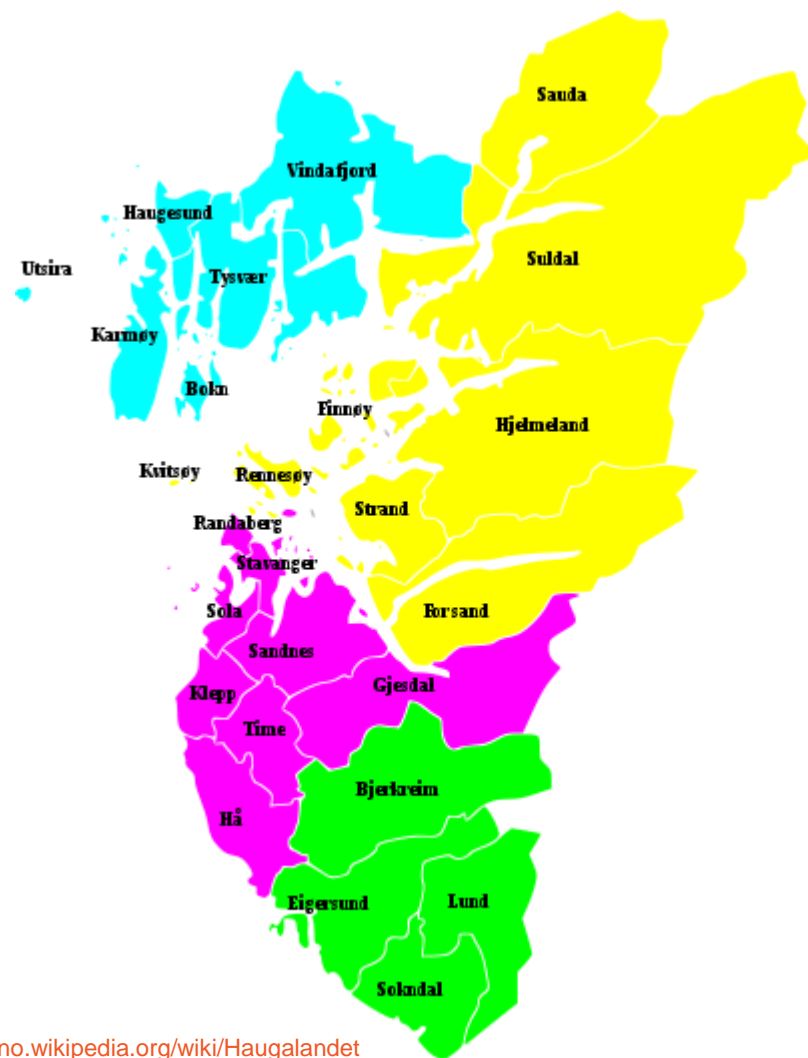 Sauda
Vindafjord
Haugesund
Suldal
Utsira
Tysvær
Karmøy
Bokn
Finnøy
Hjelmeland
Kvitsøy
Rennesøy
Strand
Randaberg
Stavanger
Sola
Forsand
Sandnes
Gjesdal
Klepp
Time
Bjerkreim
Hå
Eigersund
Lund
Sokndal
no.wikipedia.org/wiki/Haugalandet